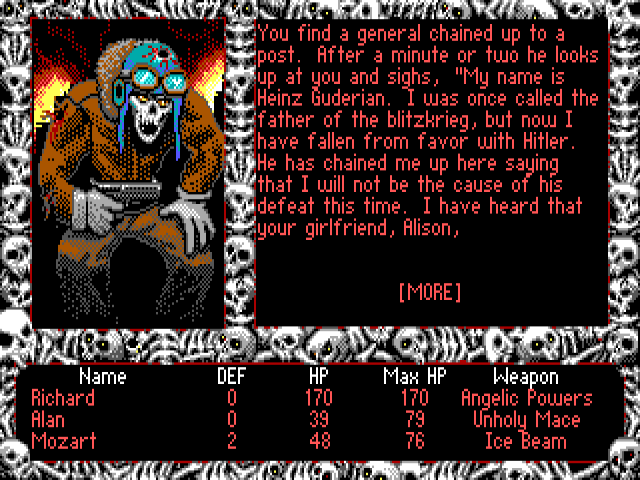 You find a general chained up to a
post. After a minute or two he looks
up at you and sighs, "My name is
Heinz Guderian. I was once called the
father of the blitzkrieg, but now I
have fallen from favor with Hitler.
He has chained me up here saying
that I will not be the cause of his
defeat this time. I have heard that
your girlfriend, Alison,
[MORE]
Name DEF HP Max HP Weapon
Richard 0 170 170 Angelic Powers
Alan 0 39 79 Unholy Mace
Mozart 2 48 76 Ice Beam